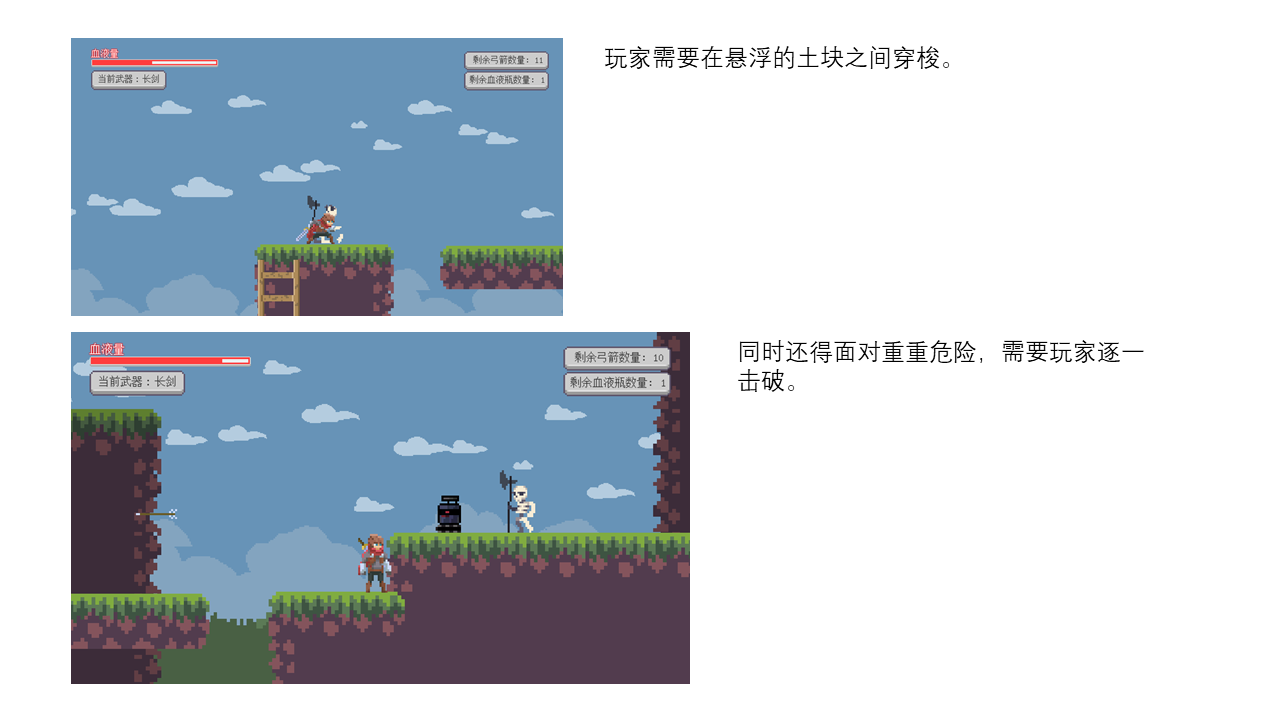 血液量
当前武器：长剑
剩余弓箭数量：11
剩余血液瓶数量：1
玩家需要在悬浮的土块之间穿梭。
血液量
当前武器：长剑
剩余弓箭数量：10
剩余血液瓶数量：1
同时还得面对重重危险，需要玩家逐一
击破。